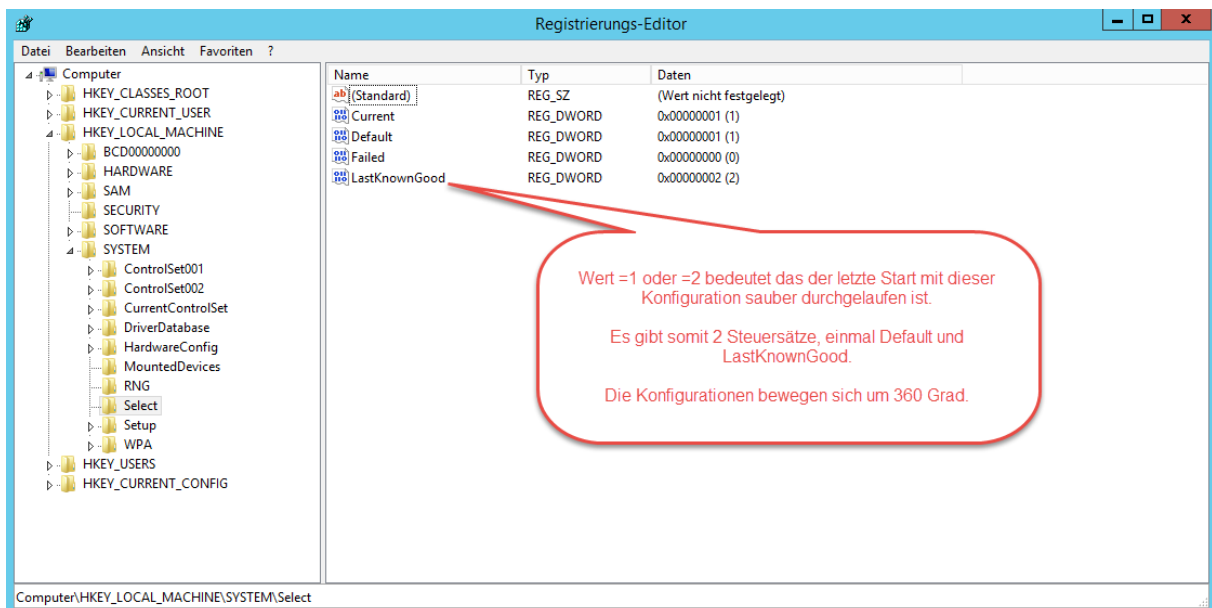 Registrierungs-Editor
Datei Bearbeiten Ansicht Favoriten ?
Computer
HKEY_CLASSES_ROOT
HKEY_CURRENT_USER
HKEY_LOCAL_MACHINE
BCD00000000
HARDWARE
SAM
SECURITY
SOFTWARE
SYSTEM
ControlSet001
ControlSet002
CurrentControlSet
DriverDatabase
HardwareConfig
MountedDevices
RNG
Select
Setup
WPA
HKEY_USERS
HKEY_CURRENT_CONFIG
Name Typ Daten
(Standard) REG_SZ (Wert nicht festgelegt)
Current REG_DWORD 0x00000001 (1)
Default REG_DWORD 0x00000001 (1)
Failed REG_DWORD 0x00000000 (0)
LastKnownGood REG_DWORD 0x00000002 (2)
Wert =1 oder =2 bedeutet das der letzte Start mit dieser
Konfiguration sauber durchgelaufen ist.
Es gibt somit 2 Steuersätze, einmal Default und
LastKnownGood.
Die Konfigurationen bewegen sich um 360 Grad.
Computer\HKEY_LOCAL_MACHINE\SYSTEM\Select